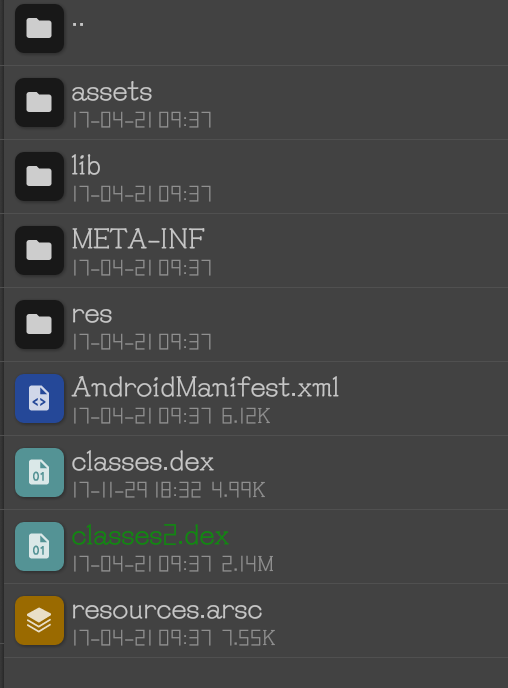 ..
assets
17-04-21 09:37
lib
17-04-21 09:37
META-INF
17-04-21 09:37
res
17-04-21 09:37
AndroidManifest.xml
17-04-21 09:37 6.12K
classes.dex
17-11-29 18:32 4.99K
classes2.dex
17-04-21 09:37 2.14M
resources.arsc
17-04-21 09:37 7.55K